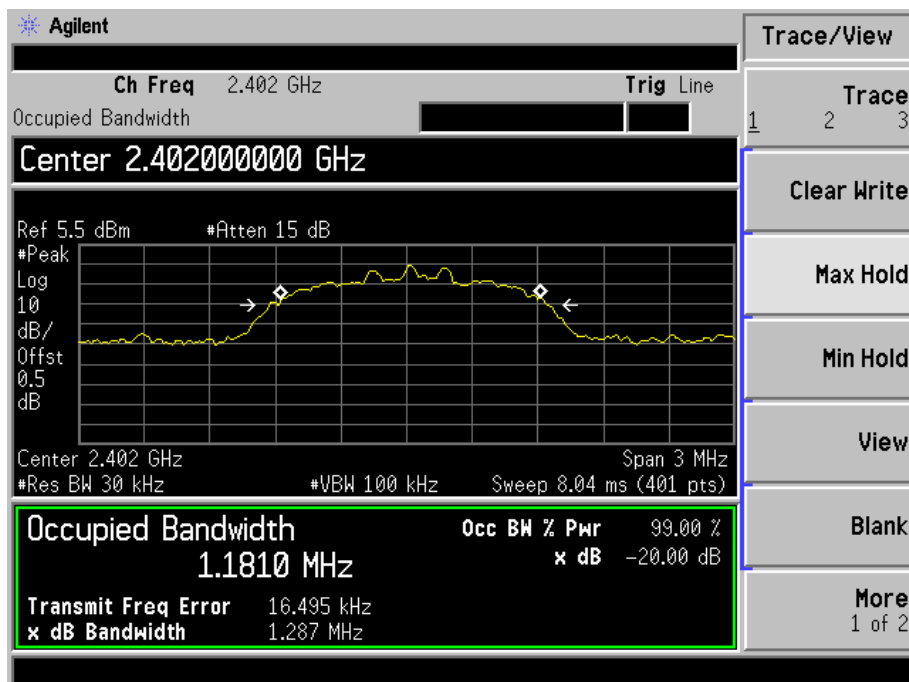 Agilent
Trace/View
Ch Freq 2.402 GHz Trig Line
Occupied Bandwidth
Trace
1 2 3
Center 2.402000000 GHz
Clear Write
Ref 5.5 dBm #Atten 15 dB
#Peak
Log
10
dB/
Offst
0.5
dB
Max Hold
Min Hold
View
Center 2.402 GHz Span 3 MHz
#Res BW 30 kHz #VBW 100 kHz Sweep 8.04 ms (401 pts)
Occupied Bandwidth Occ BW % Pwr 99.00 %
1.1810 MHz x dB -20.00 dB
Blank
Transmit Freq Error 16.495 kHz
x dB Bandwidth 1.287 MHz
More
1 of 2